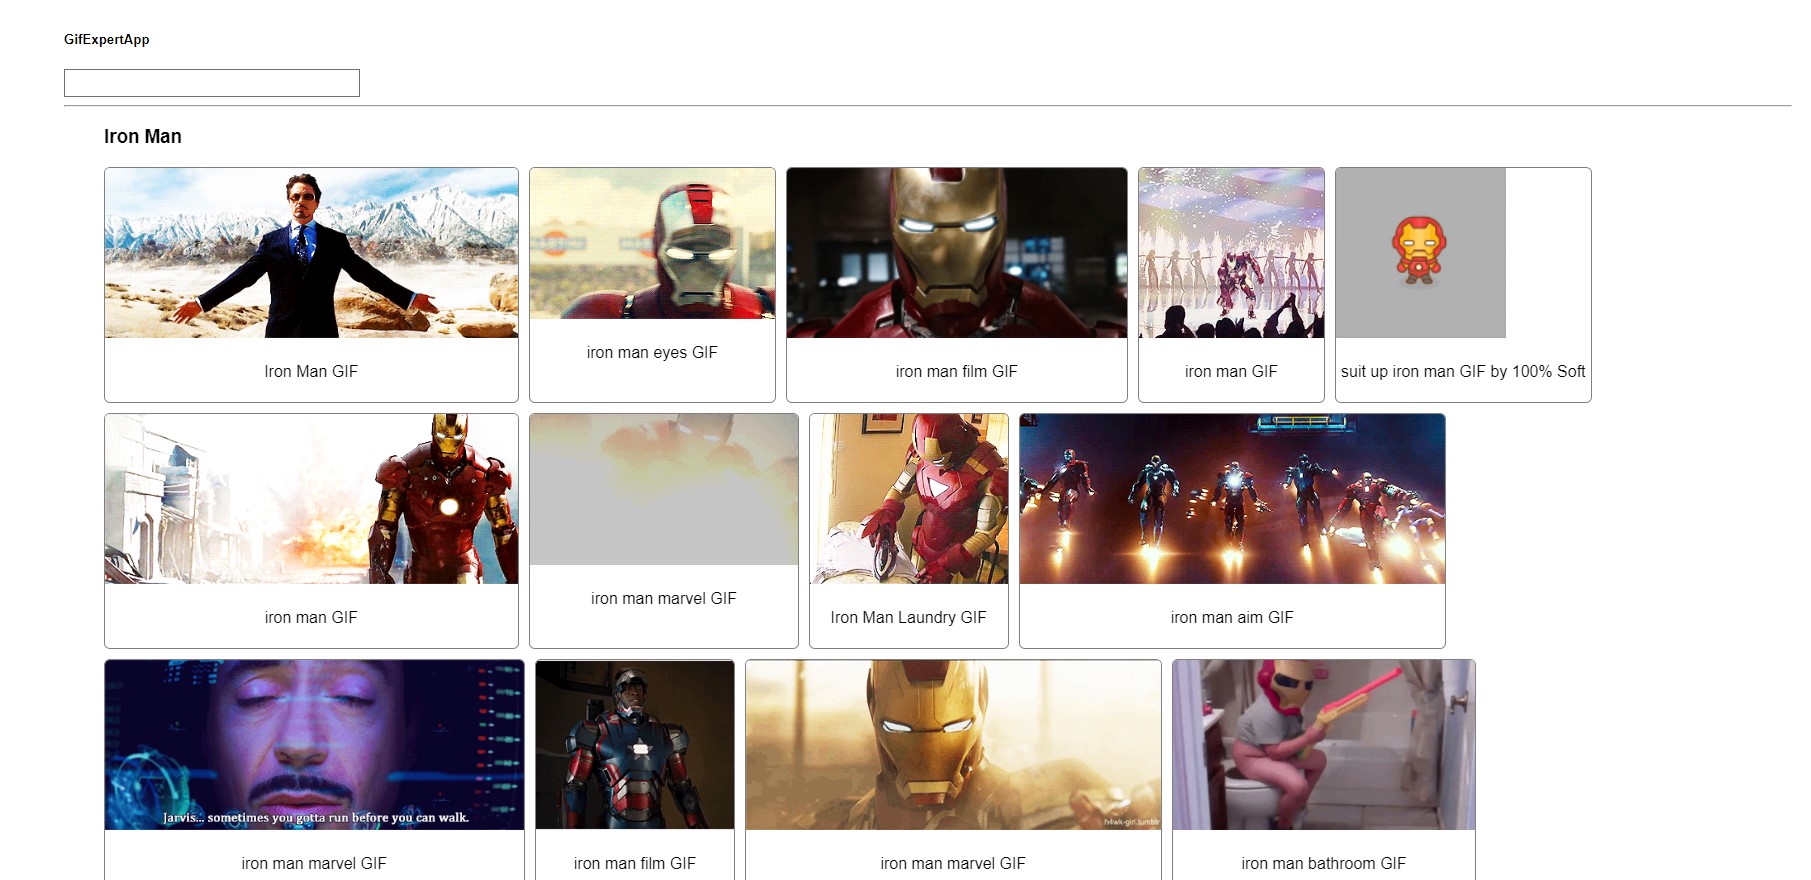 GifExpertApp
Iron Man
Iron Man GIF
iron man eyes GIF
iron man film GIF
iron man GIF
suit up iron man GIF by 100% Soft
iron man GIF
iron man marvel GIF
Iron Man Laundry GIF
iron man aim GIF
Jarvis... sometimes you gotta run before you can walk.
h4wk-girl.tumblr
iron man marvel GIF
iron man film GIF
iron man marvel GIF
iron man bathroom GIF